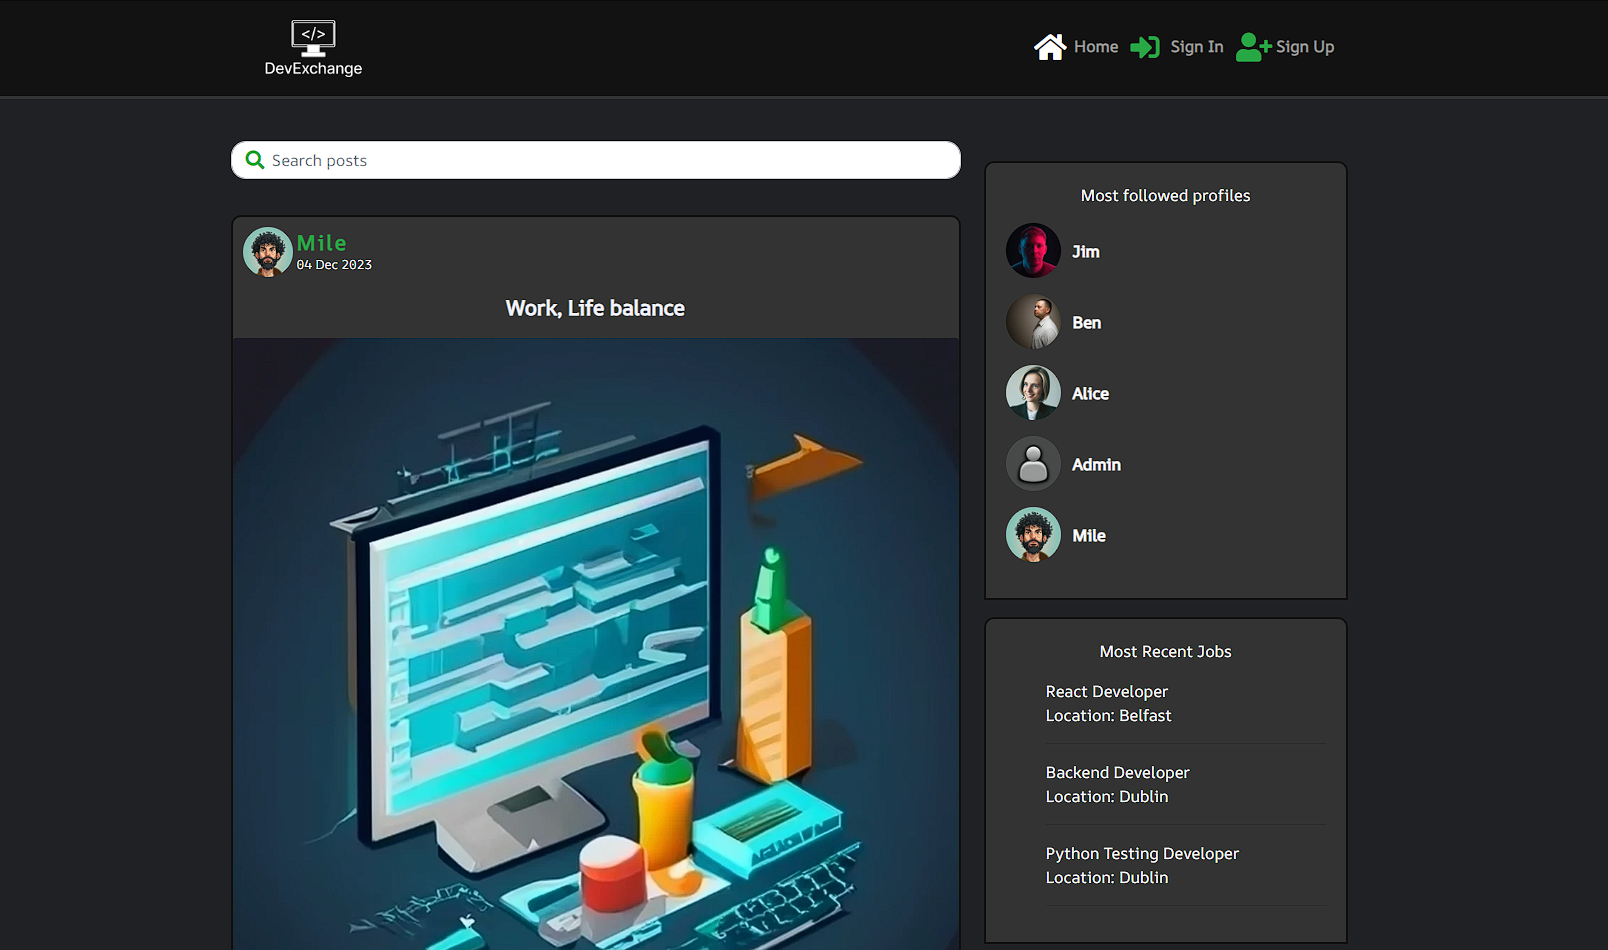 </>
DevExchange
Home Sign In Sign Up
Search posts
Mile
04 Dec 2023
Work, Life balance
Most followed profiles
Jim
Ben
Alice
Admin
Mile
Most Recent Jobs
React Developer
Location: Belfast
Backend Developer
Location: Dublin
Python Testing Developer
Location: Dublin